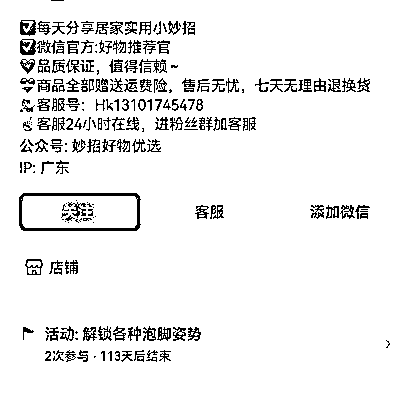 每天分享居家实用小妙招
微信官方:好物推荐官
品质保证，值得信赖~
商品全部赠送运费险，售后无忧，七天无理由退换货
客服号：Hk13101745478
客服24小时在线，进粉丝群加客服
公众号: 妙招好物优选
IP: 广东
关注 客服 添加微信
店铺
活动: 解锁各种泡脚姿势
2次参与 · 113天后结束